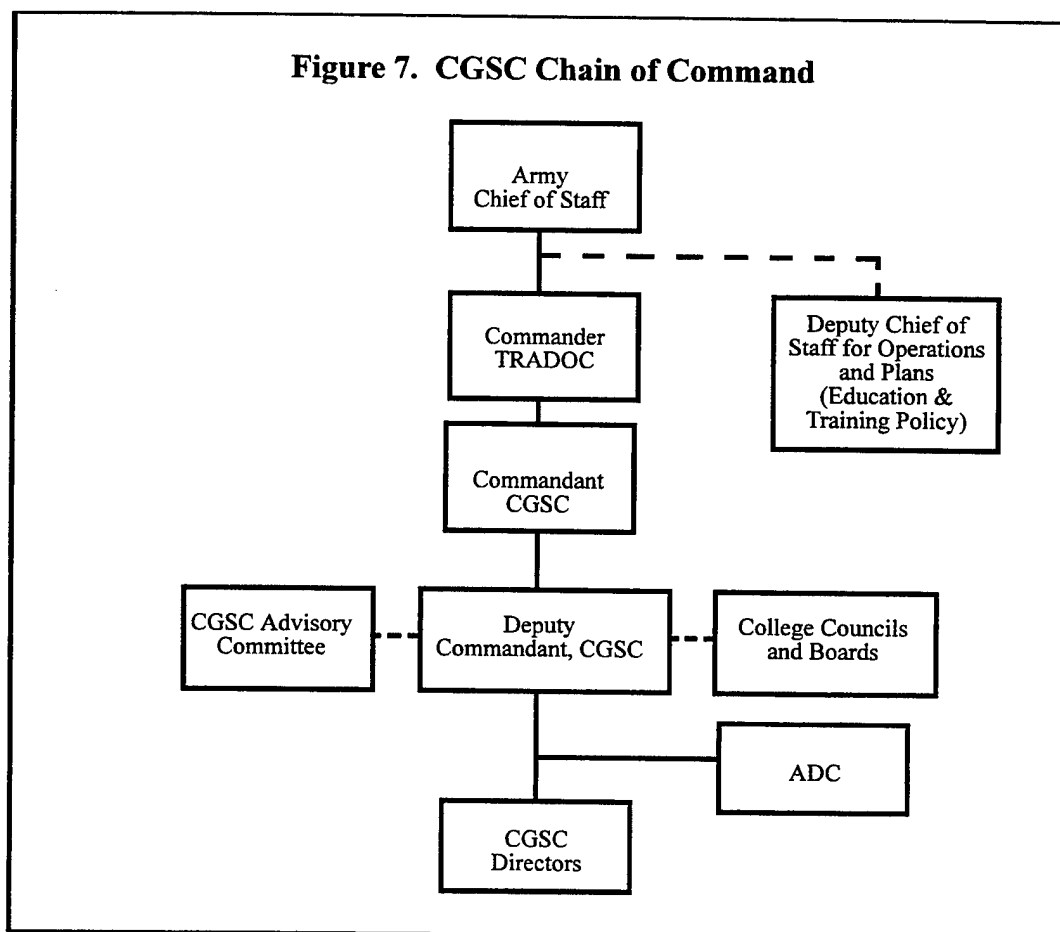 Figure 7. CGSC Chain of Command
Army
Chief of Staff
Commander
TRADOC
Deputy Chief of
Staff for Operations
and Plans
(Education &
Training Policy)
Commandant
CGSC
CGSC Advisory
Committee
Deputy
Commandant, CGSC
College Councils
and Boards
ADC
CGSC
Directors